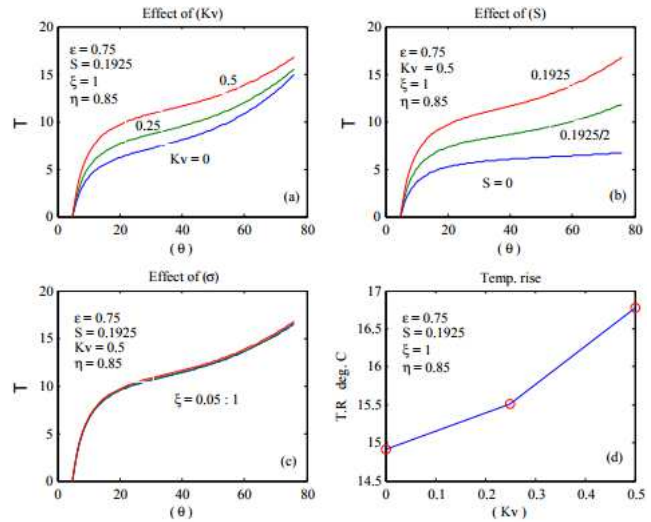 Effect of (Kv)
20
15
10
5
0
T
ε = 0.75
S = 0.1925
ξ = 1
η = 0.85
0.5
0.25
Kv = 0
(a)
0 20 40 60 80
( θ )
Effect of (S)
20
15
10
5
0
T
ε = 0.75
Kv = 0.5
ξ = 1
η = 0.85
0.1925
0.1925/2
S = 0
(b)
0 20 40 60 80
( θ )
Effect of (σ)
20
15
10
5
0
T
ε = 0.75
S = 0.1925
Kv = 0.5
η = 0.85
ξ = 0.05 : 1
(c)
0 20 40 60 80
( θ )
Temp. rise
17
16.5
16
15.5
15
14.5
T.R deg. C
ε = 0.75
S = 0.1925
ξ = 1
η = 0.85
(d)
0 0.1 0.2 0.3 0.4 0.5
( Kv )